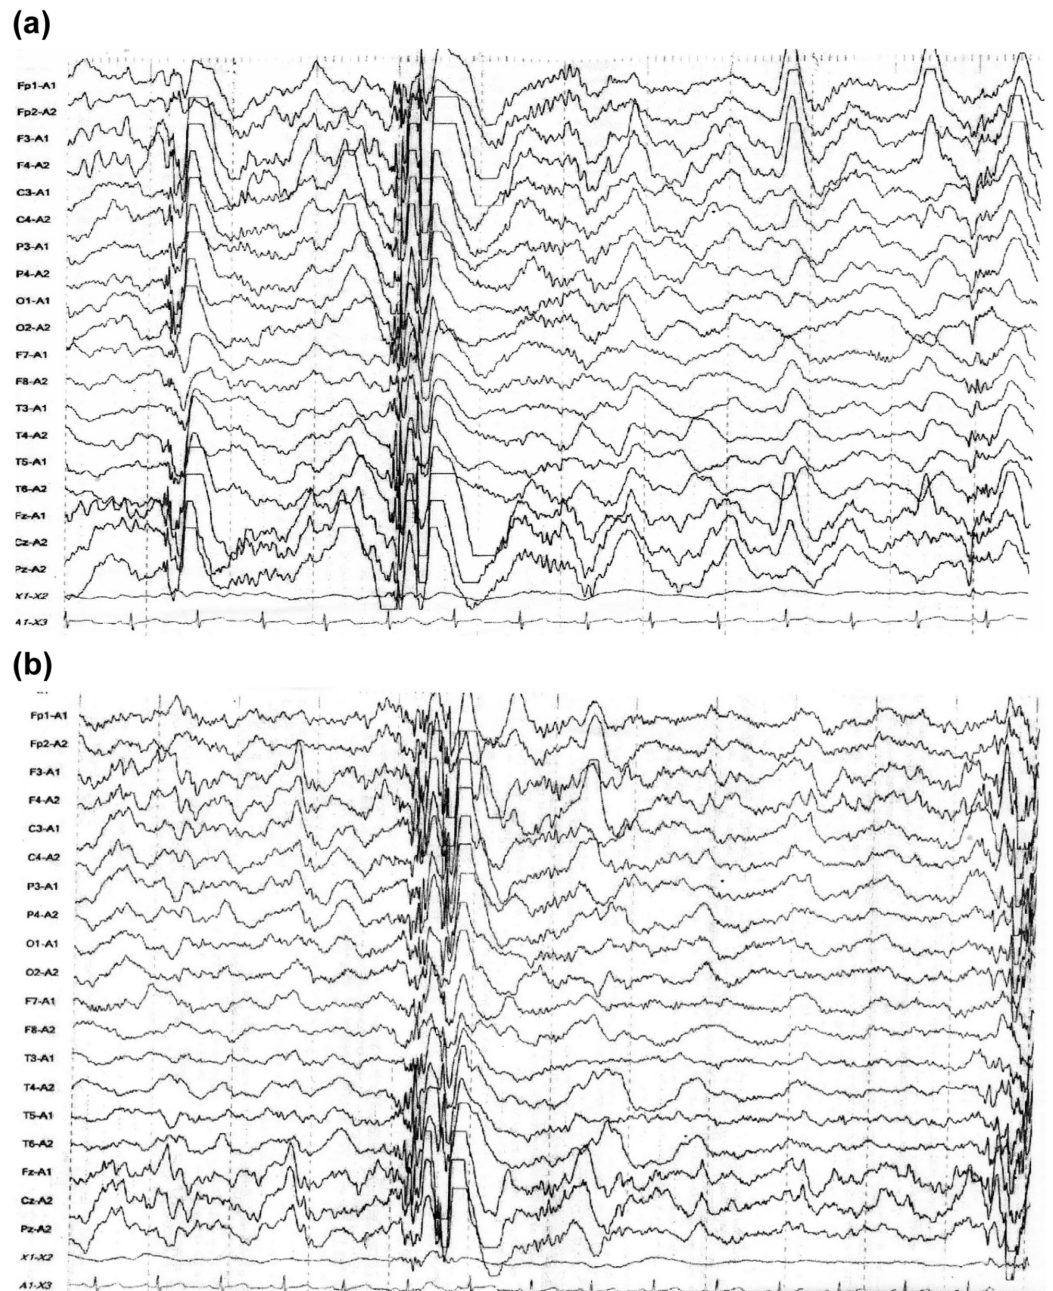 (a)
Fp1-A1
Fp2-A2
F3-A1
F4-A2
C3-A1
C4-A2
P3-A1
P4-A2
O1-A1
O2-A2
F7-A1
F8-A2
T3-A1
T4-A2
T5-A1
T6-A2
Fz-A1
Cz-A2
Pz-A2
X1-X2
A1-X3
(b)
Fp1-A1
Fp2-A2
F3-A1
F4-A2
C3-A1
C4-A2
P3-A1
P4-A2
O1-A1
O2-A2
F7-A1
F8-A2
T3-A1
T4-A2
T5-A1
T6-A2
Fz-A1
Cz-A2
Pz-A2
X1-X2
A1-X3